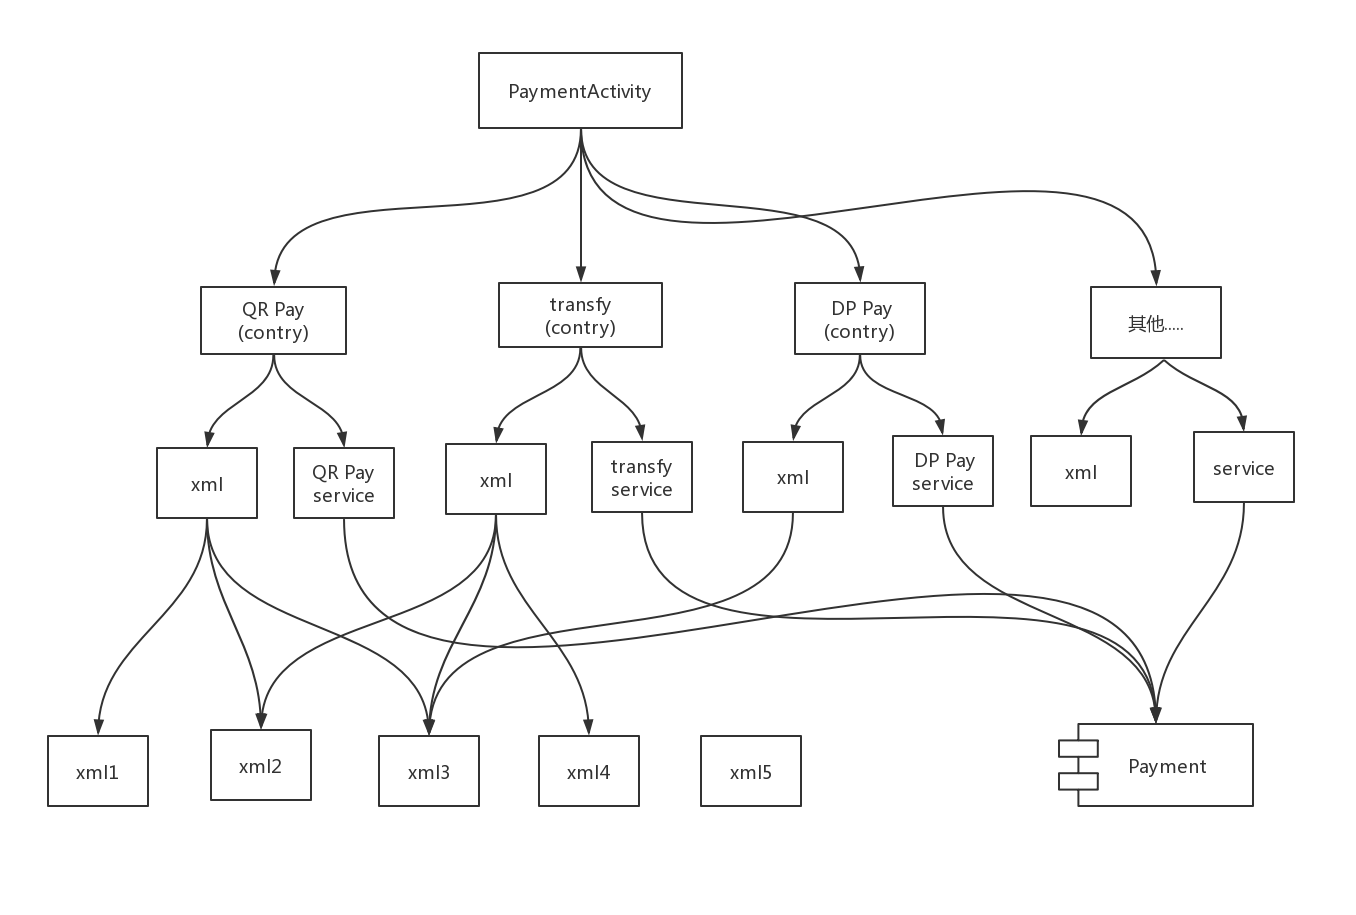 PaymentActivity
QR Pay
(contry)
transfy
(contry)
DP Pay
(contry)
其他.....
xml
QR Pay
service
xml
transfy
service
xml
DP Pay
service
xml
service
xml1
xml2
xml3
xml4
xml5
Payment